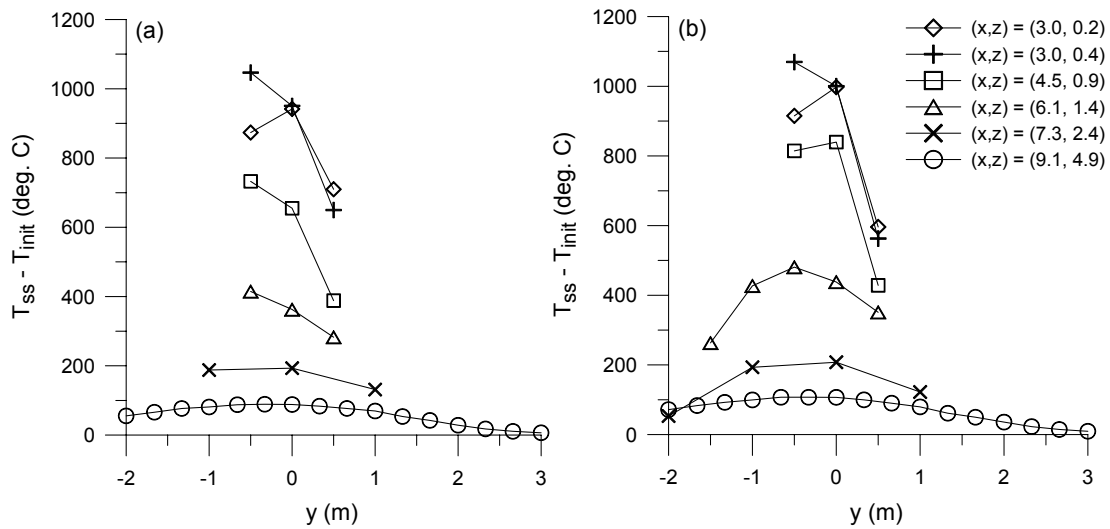 (a)
1200
1000
800
600
400
200
0
T_ss - T_init (deg. C)
-2 -1 0 1 2 3
y (m)
(b)
1200
1000
800
600
400
200
0
T_ss - T_init (deg. C)
-2 -1 0 1 2 3
y (m)
(x,z) = (3.0, 0.2)
(x,z) = (3.0, 0.4)
(x,z) = (4.5, 0.9)
(x,z) = (6.1, 1.4)
(x,z) = (7.3, 2.4)
(x,z) = (9.1, 4.9)